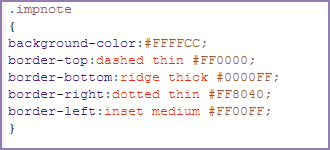 .impnote
{
background-color:#FFFFCC;
border-top:dashed thin #FF0000;
border-bottom:ridge thick #0000FF;
border-right:dotted thin #FF8040;
border-left:inset medium #FF00FF;
}